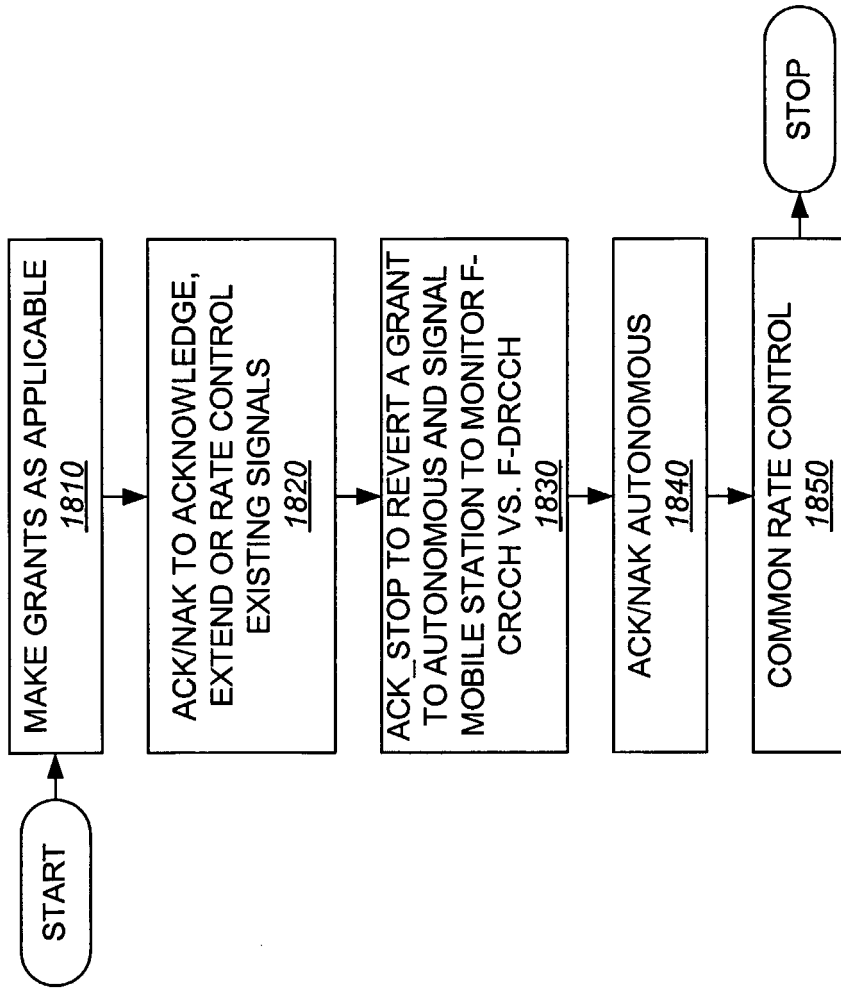 START
MAKE GRANTS AS APPLICABLE
1810
ACK/NAK TO ACKNOWLEDGE,
EXTEND OR RATE CONTROL
EXISTING SIGNALS
1820
ACK_STOP TO REVERT A GRANT
TO AUTONOMOUS AND SIGNAL
MOBILE STATION TO MONITOR F-
CRCCH VS. F-DRCCH
1830
ACK/NAK AUTONOMOUS
1840
COMMON RATE CONTROL
1850
STOP